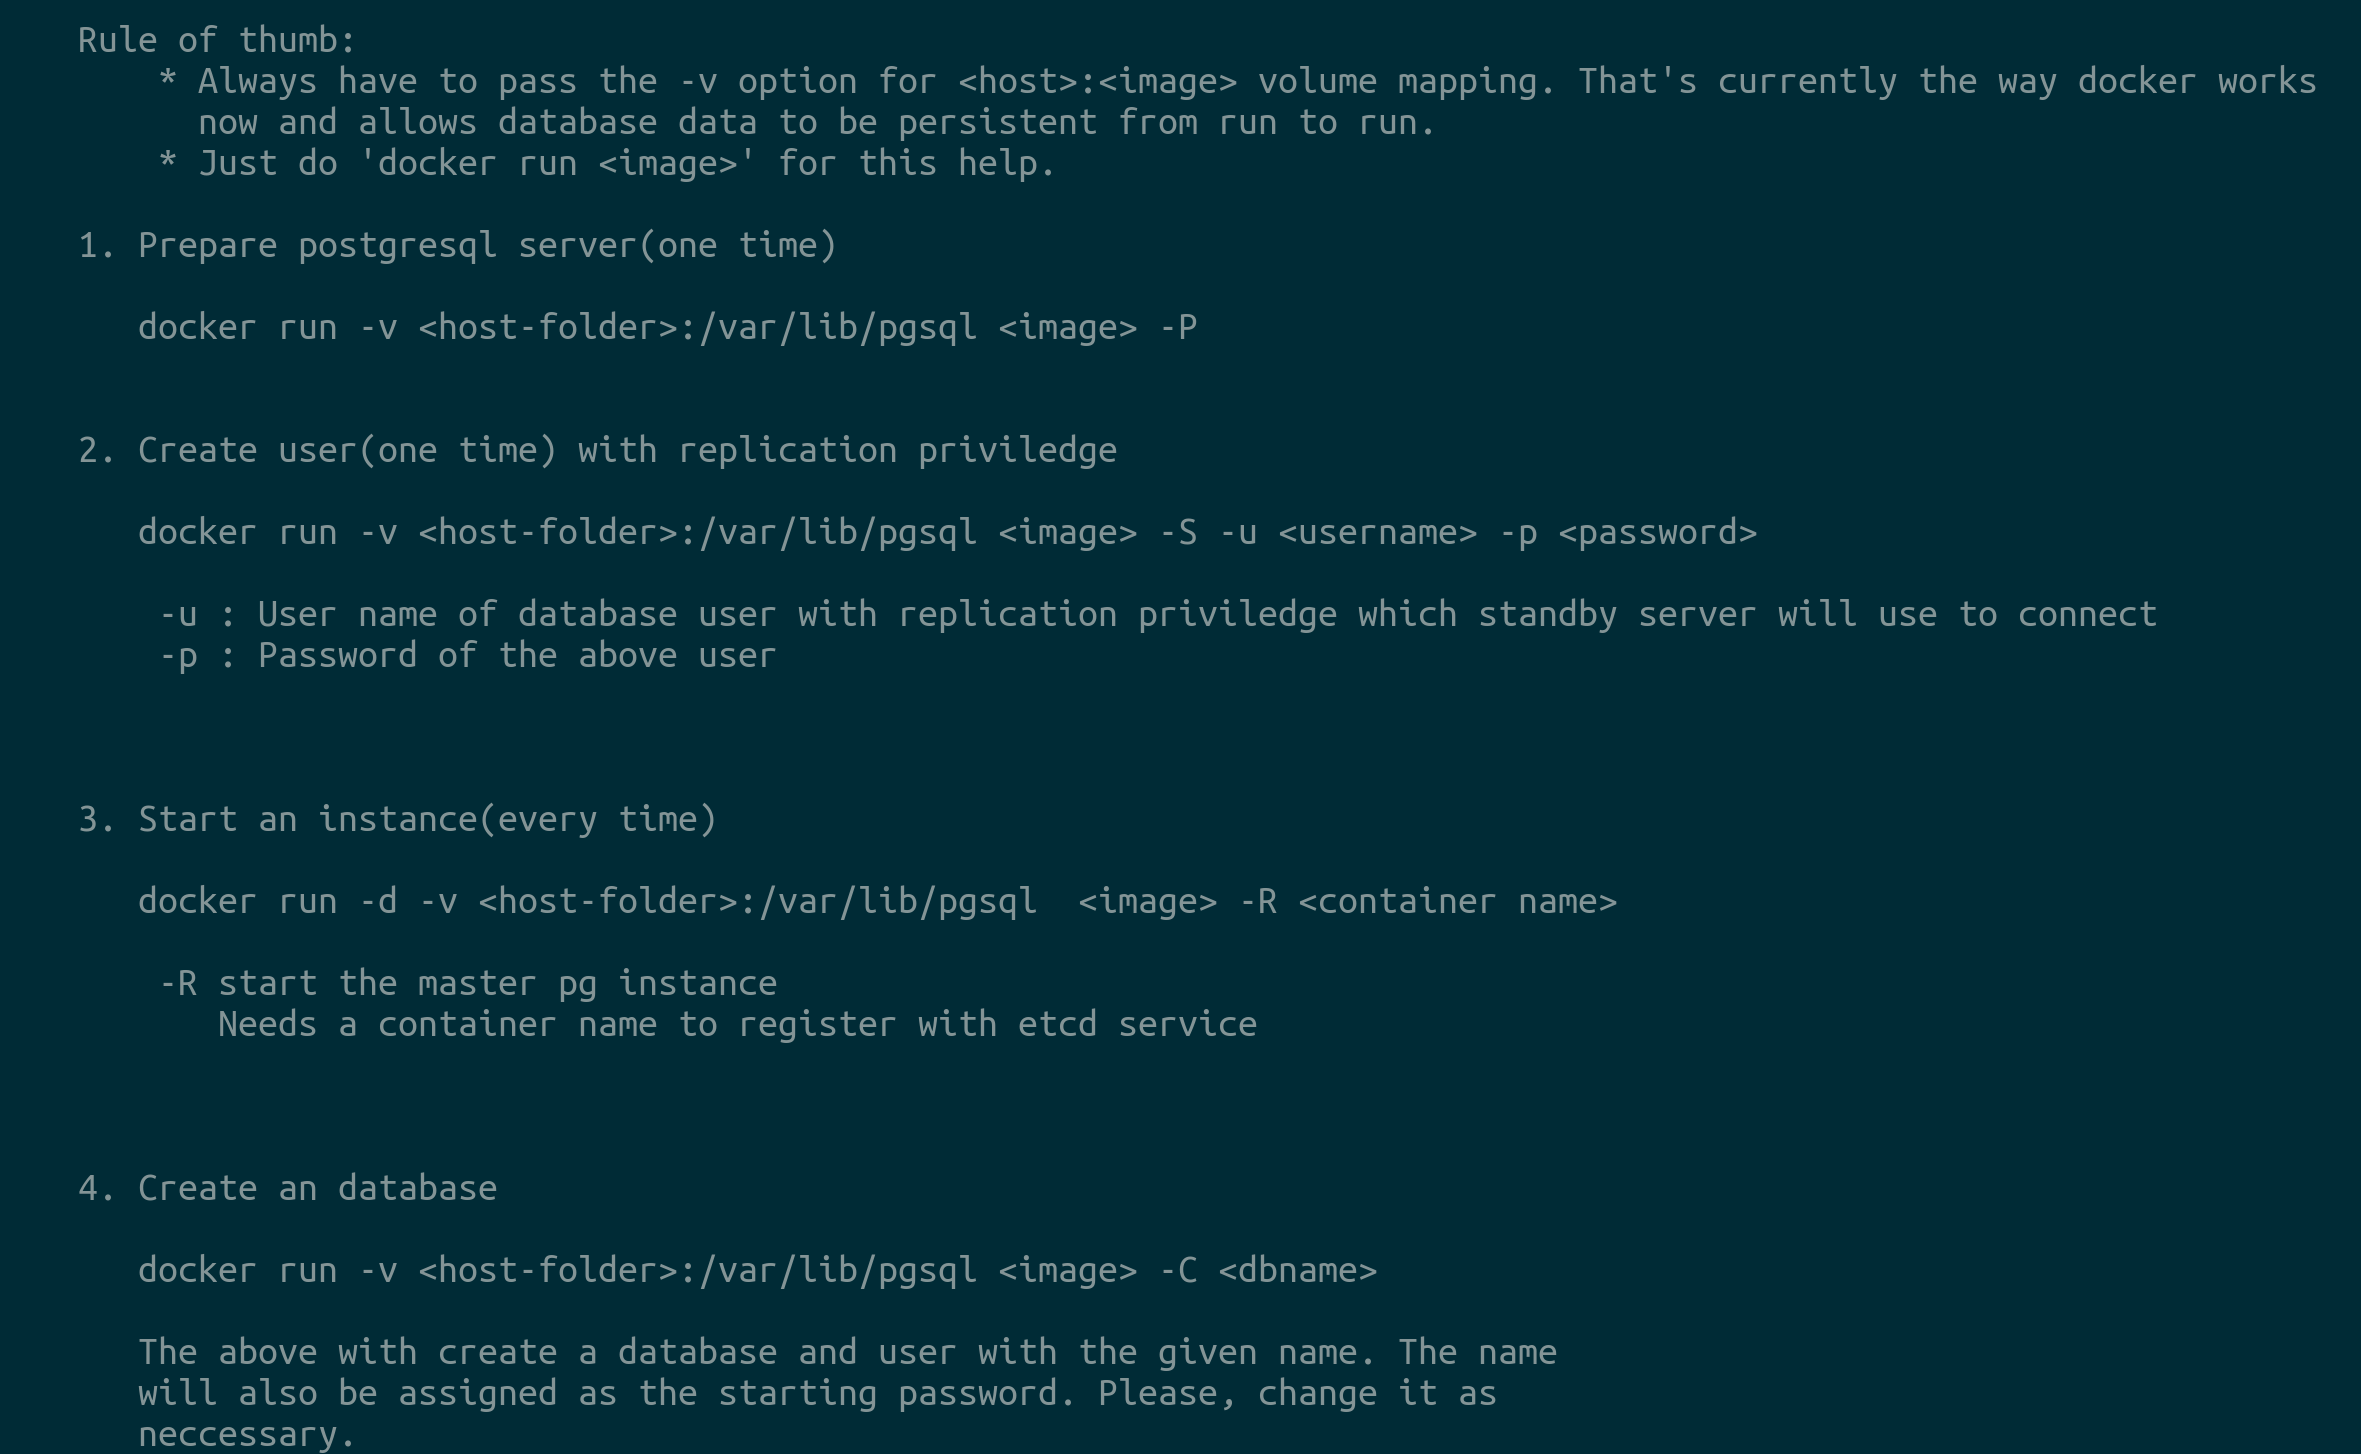 Rule of thumb:
* Always have to pass the -v option for <host>:<image> volume mapping. That's currently the way docker works
now and allows database data to be persistent from run to run.
* Just do 'docker run <image>' for this help.
1. Prepare postgresql server(one time)
docker run -v <host-folder>:/var/lib/pgsql <image> -P
2. Create user(one time) with replication priviledge
docker run -v <host-folder>:/var/lib/pgsql <image> -S -u <username> -p <password>
-u : User name of database user with replication priviledge which standby server will use to connect
-p : Password of the above user
3. Start an instance(every time)
docker run -d -v <host-folder>:/var/lib/pgsql  <image> -R <container name>
-R start the master pg instance
Needs a container name to register with etcd service
4. Create an database
docker run -v <host-folder>:/var/lib/pgsql <image> -C <dbname>
The above with create a database and user with the given name. The name
will also be assigned as the starting password. Please, change it as
neccessary.